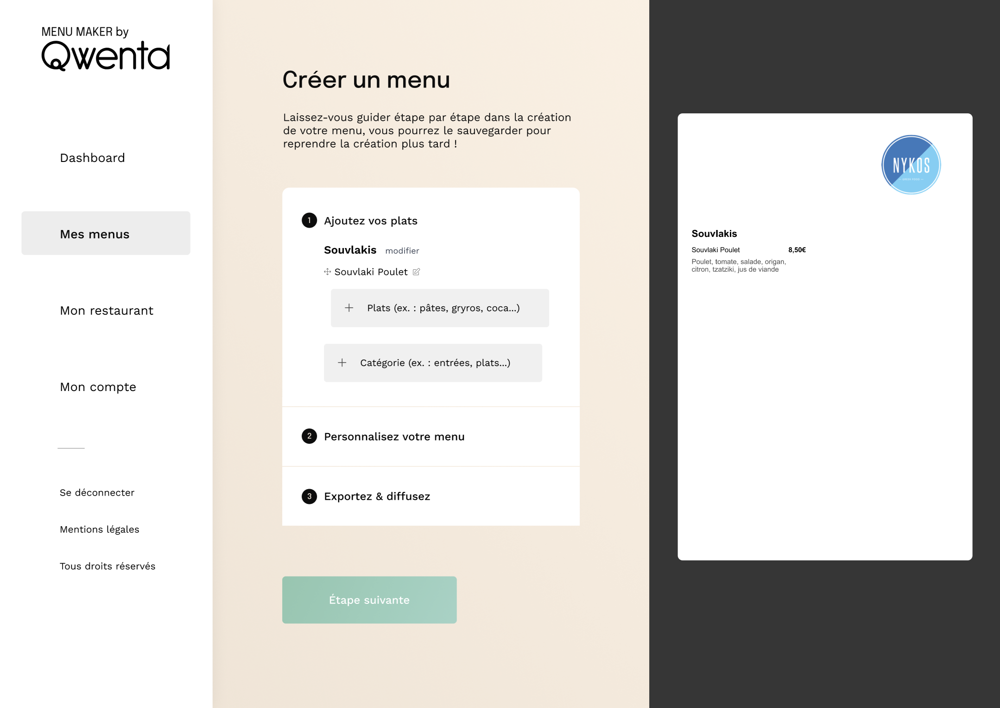 MENU MAKER by
Qwenta
Dashboard
Mes menus
Mon restaurant
Mon compte
Se déconnecter
Mentions légales
Tous droits réservés
Créer un menu
Laissez-vous guider étape par étape dans la création
de votre menu, vous pourrez le sauvegarder pour
reprendre la création plus tard !
1 Ajoutez vos plats
Souvlakis modifier
Souvlaki Poulet
Plats (ex. : pâtes, gryros, coca...)
Catégorie (ex. : entrées, plats...)
2 Personnalisez votre menu
3 Exportez & diffusez
Étape suivante
NYKOS
GREEK FOOD
Souvlakis
Souvlaki Poulet 8,50€
Poulet, tomate, salade, origan,
citron, tzatziki, jus de viande